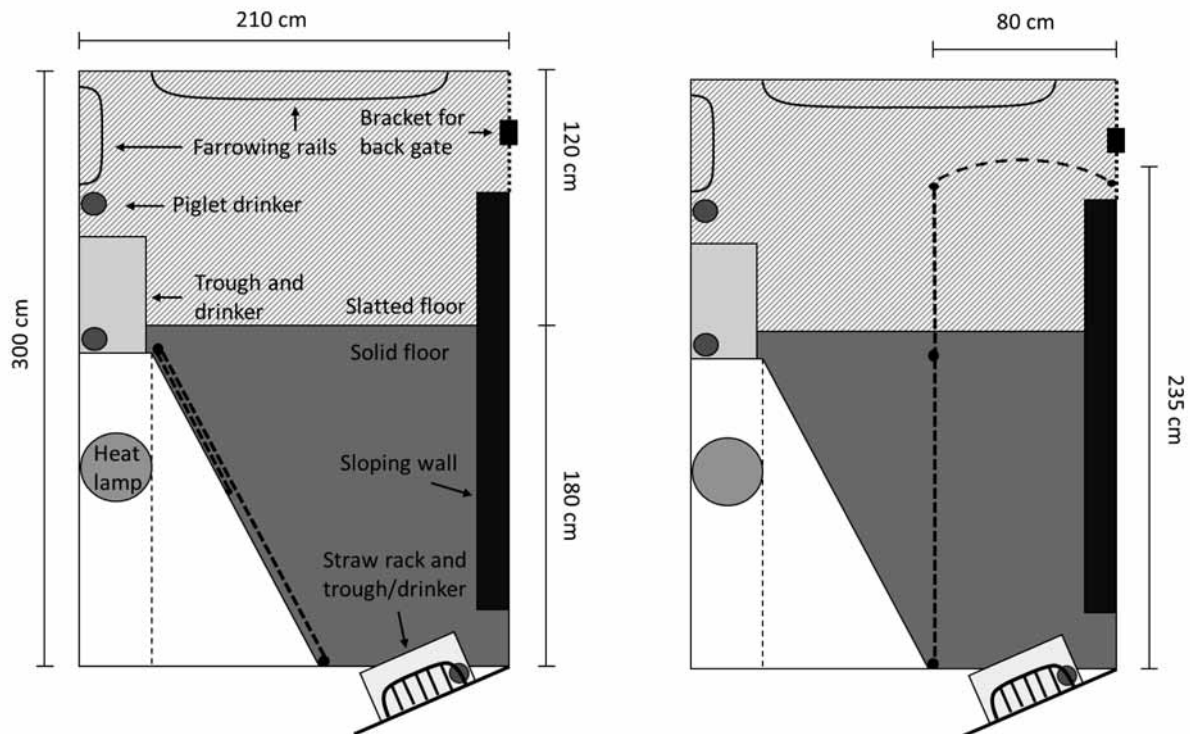 210 cm
80 cm
Bracket for
back gate
Farrowing rails
120 cm
Piglet drinker
Trough and
drinker
Slatted floor
Solid floor
300 cm
235 cm
Heat
lamp
Sloping wall
180 cm
Straw rack and
trough/drinker